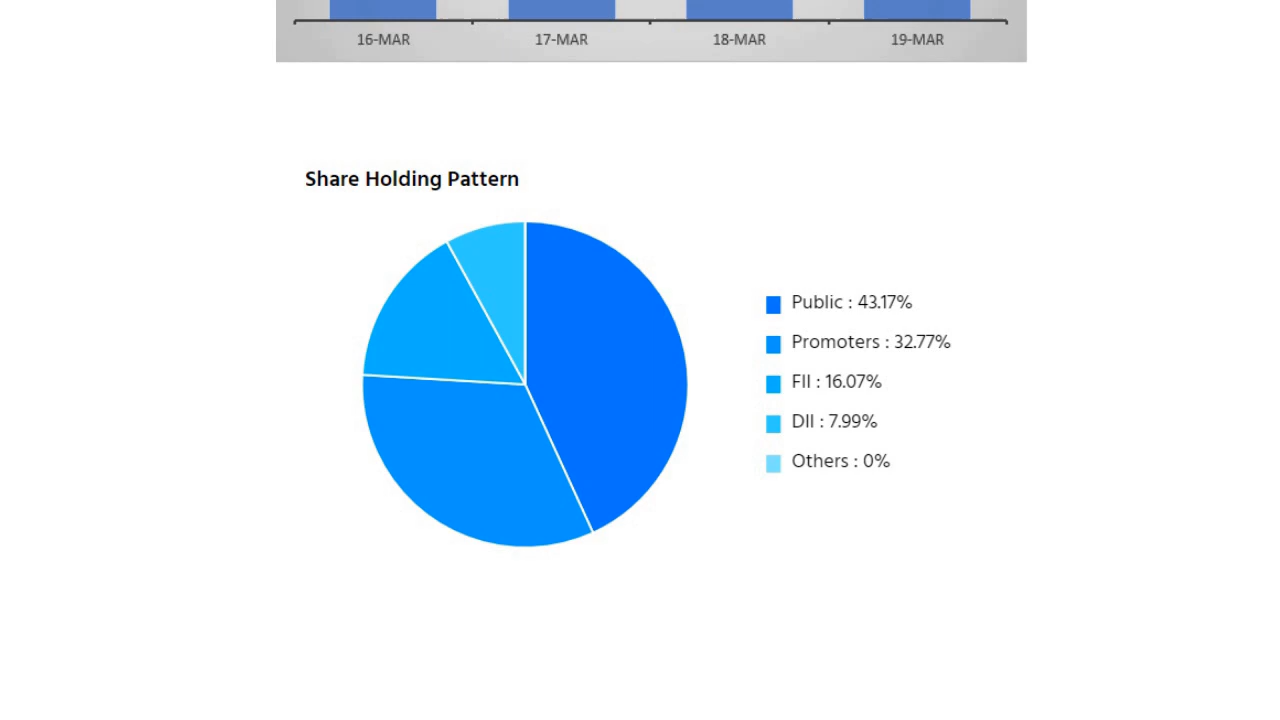 16-MAR 17-MAR 18-MAR 19-MAR
Share Holding Pattern
Public : 43.17%
Promoters : 32.77%
FII : 16.07%
DII : 7.99%
Others : 0%